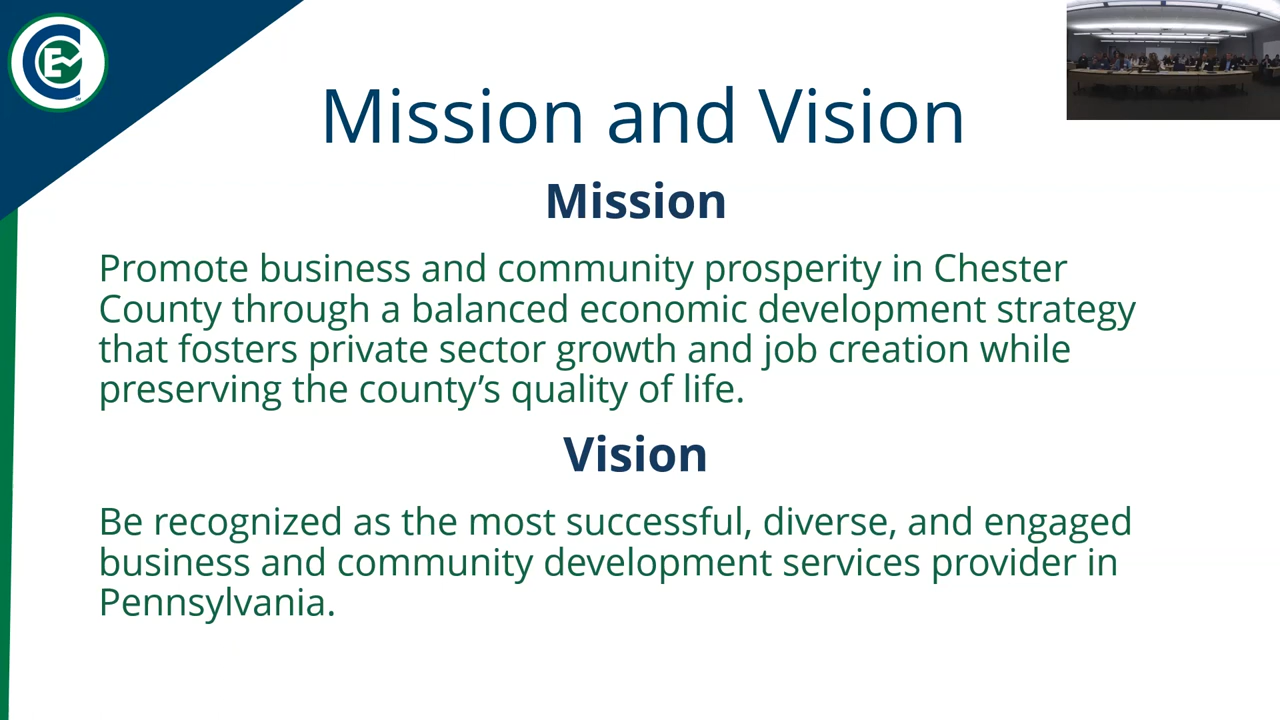 Mission and Vision
Mission
Promote business and community prosperity in Chester
County through a balanced economic development strategy
that fosters private sector growth and job creation while
preserving the county’s quality of life.
Vision
Be recognized as the most successful, diverse, and engaged
business and community development services provider in
Pennsylvania.